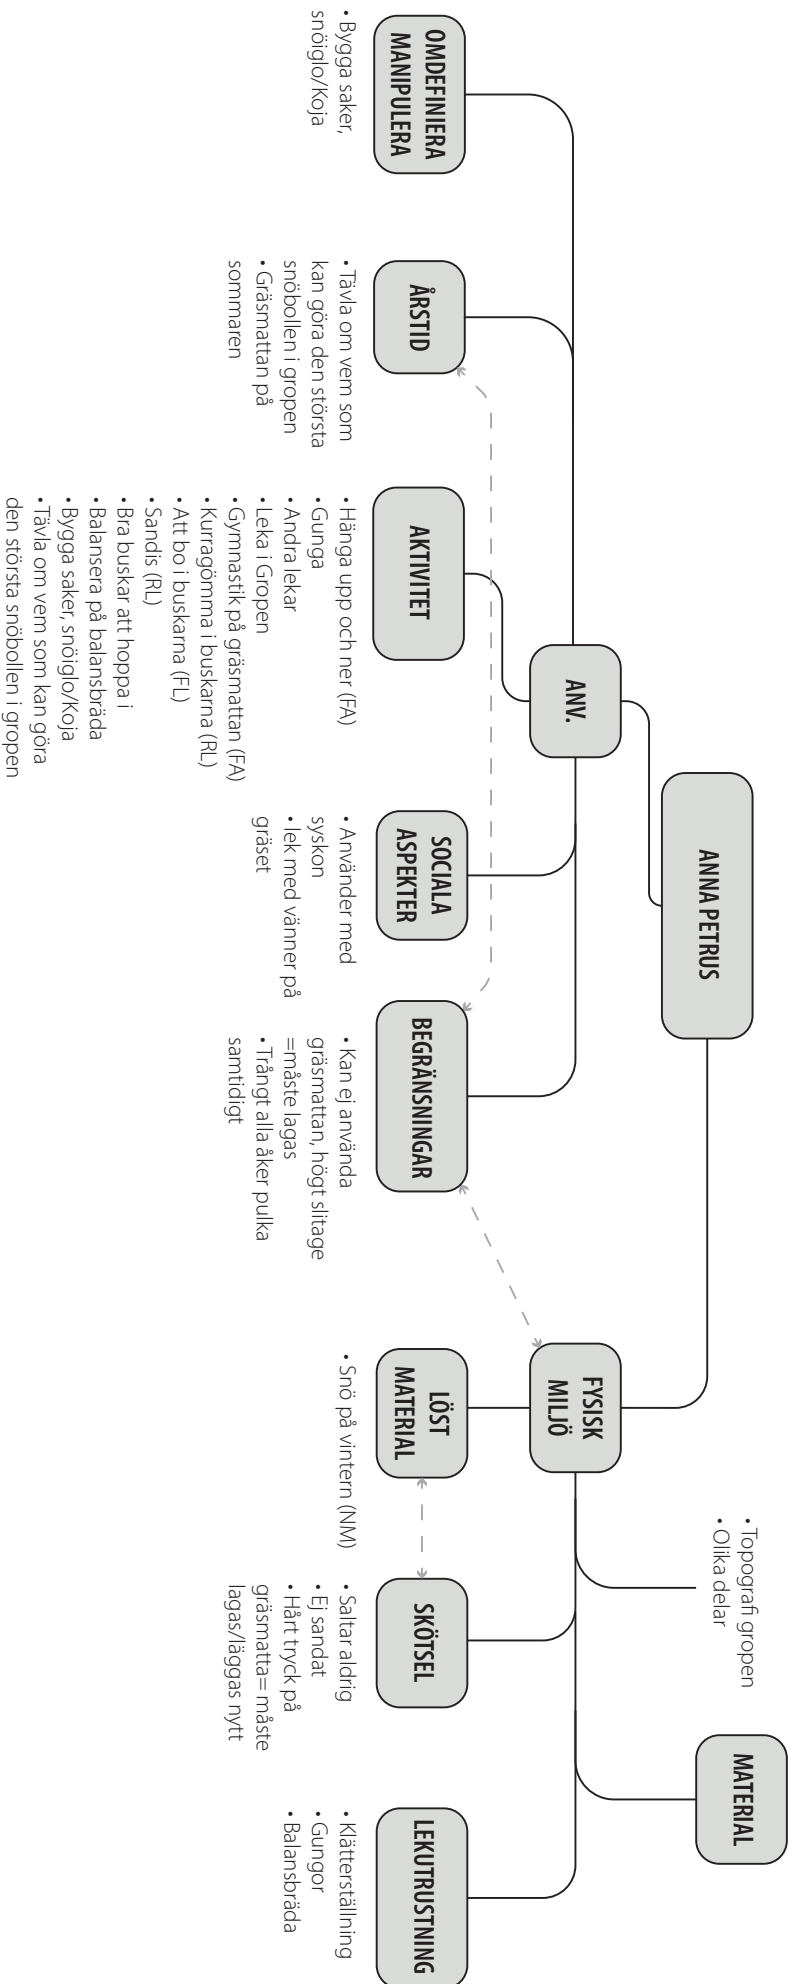 ANNA PETRUS
ANV.
FYSISK
MILJÖ
• Topografi gropen
• Olika delar
MATERIAL
OMDEFINIERA
MANIPULERA
• Bygga saker,
snöiglo/Koja
ÅRSTID
• Tävla om vem som
kan göra den största
snöbollen i gropen
• Gräsmattan på
sommaren
AKTIVITET
• Hänga upp och ner (FA)
• Gunga
• Andra lekar
• Leka i Gropen
• Gymnastik på gräsmattan (FA)
• Kurragömma i buskarna (RL)
• Att bo i buskarna (FL)
• Sandis (RL)
• Bra buskar att hoppa i
• Balansera på balansbräda
• Bygga saker, snöiglo/Koja
• Tävla om vem som kan göra
den största snöbollen i gropen
SOCIALA
ASPEKTER
• Använder med
syskon
• lek med vänner på
gräset
BEGRÄNSNINGAR
• Kan ej använda
gräsmattan, högt slitage
=måste lagas
• Trångt alla åker pulka
samtidigt
LÖST
MATERIAL
• Snö på vintern (NM)
SKÖTSEL
• Saltar aldrig
• Ej sandat
• Hårt tryck på
gräsmatta= måste
lagas/läggas nytt
LEKUTRUSTNING
• Klätterställning
• Gungor
• Balansbräda